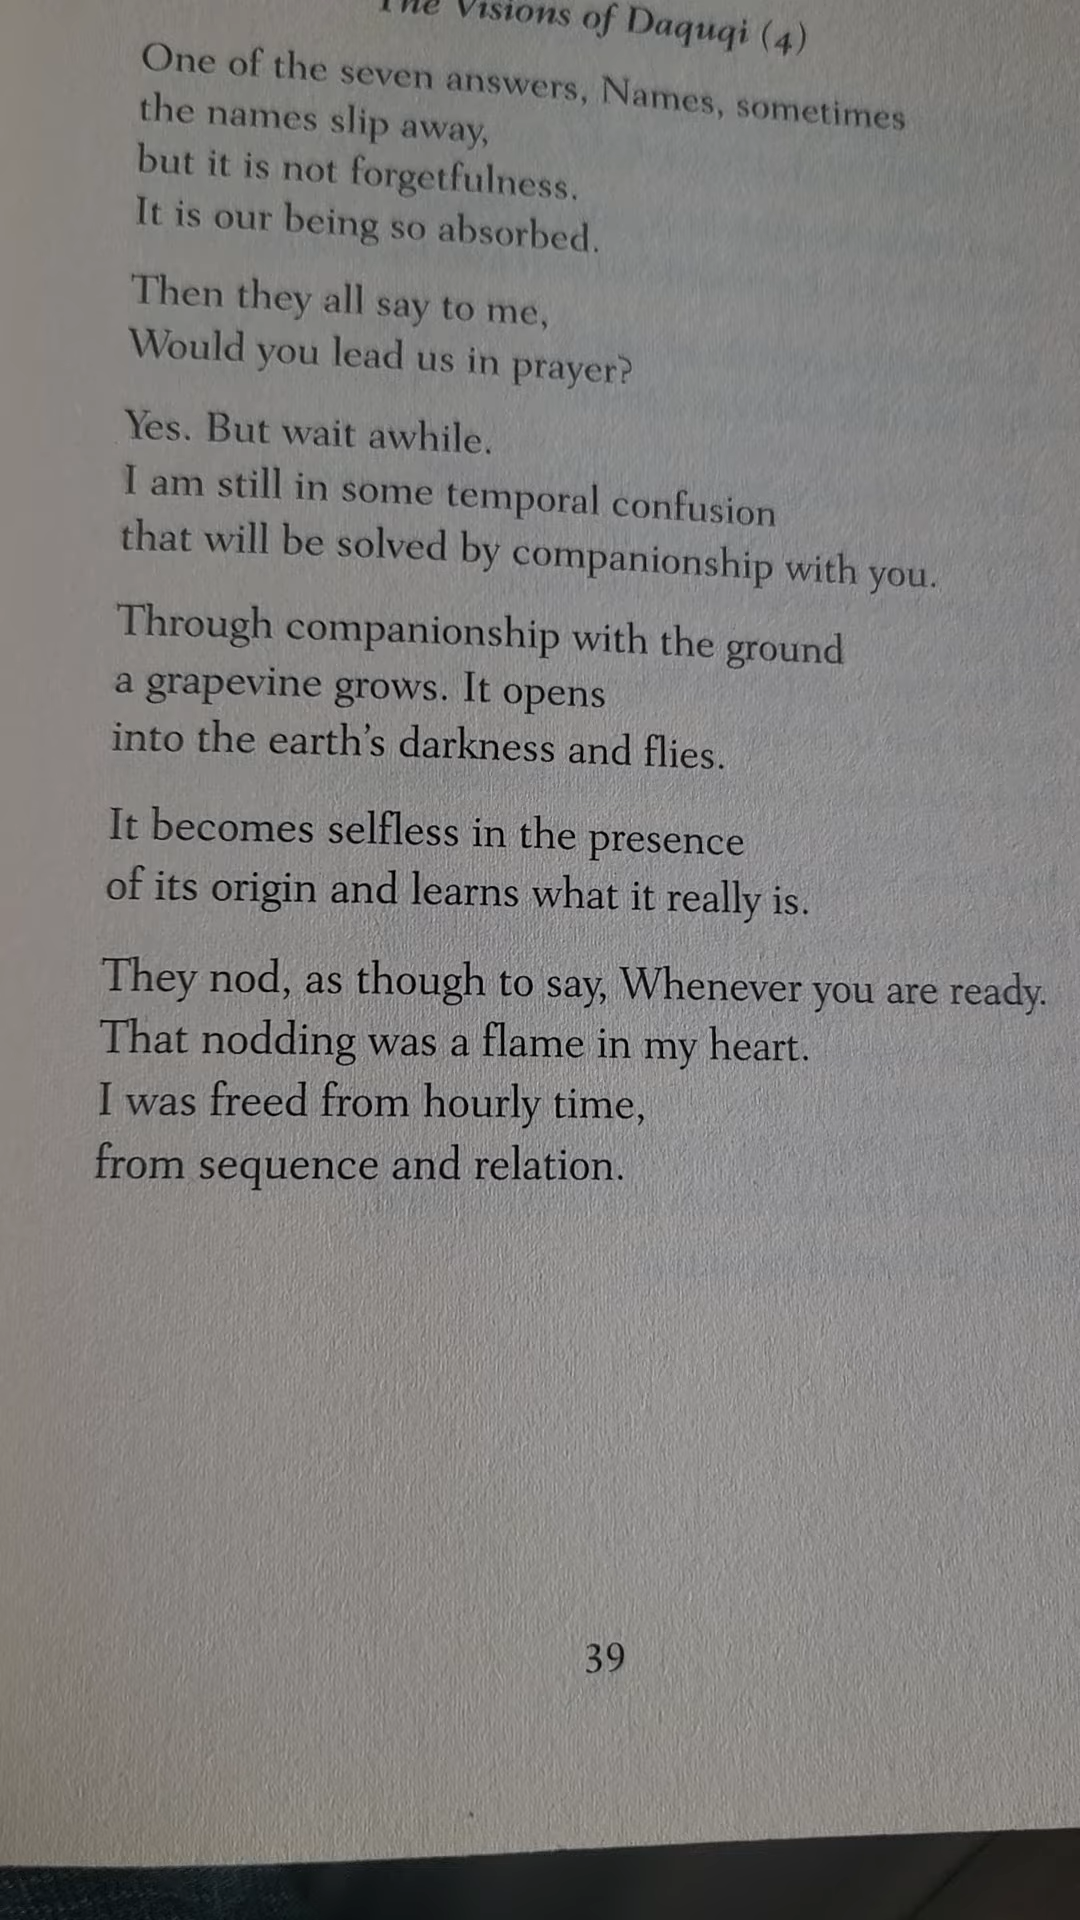 The Visions of Daquqi (4)
One of the seven answers, Names, sometimes
the names slip away,
but it is not forgetfulness.
It is our being so absorbed.
Then they all say to me,
Would you lead us in prayer?
Yes. But wait awhile.
I am still in some temporal confusion
that will be solved by companionship with you.
Through companionship with the ground
a grapevine grows. It opens
into the earth's darkness and flies.
It becomes selfless in the presence
of its origin and learns what it really is.
They nod, as though to say, Whenever you are ready.
That nodding was a flame in my heart.
I was freed from hourly time,
from sequence and relation.
39